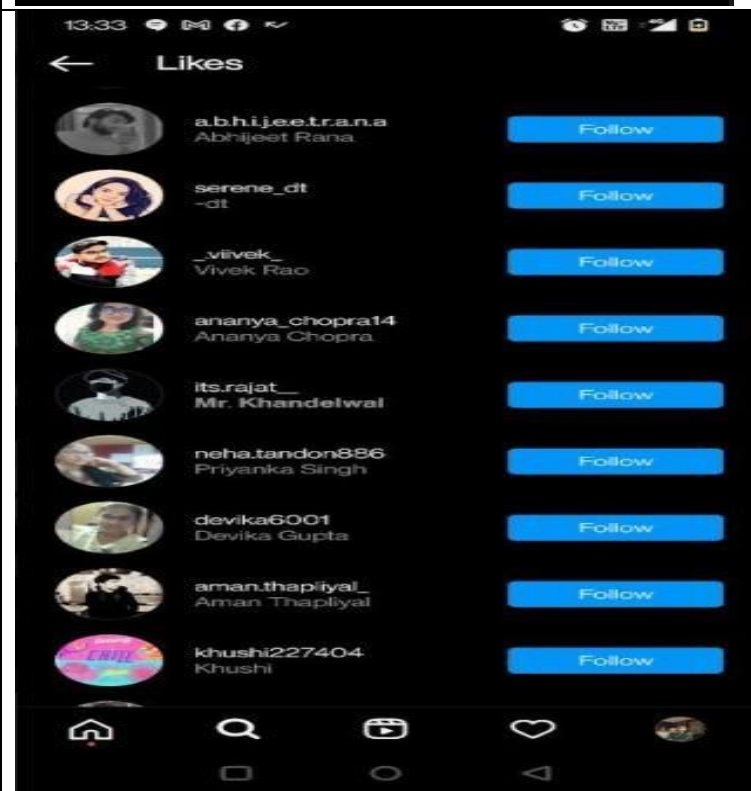 13:33
Likes
a.b.h.i.j.e.e.t.r.a.n.a
Abhijeet Rana
Follow
serene_dt
-dt
Follow
_.viivek_
Vivek Rao
Follow
ananya_chopra14
Ananya Chopra
Follow
its.rajat__
Mr. Khandelwal
Follow
neha.tandon886
Priyanka Singh
Follow
devika6001
Devika Gupta
Follow
aman.thapliyal_
Aman Thapliyal
Follow
CHILL
khushi227404
Khushi
Follow